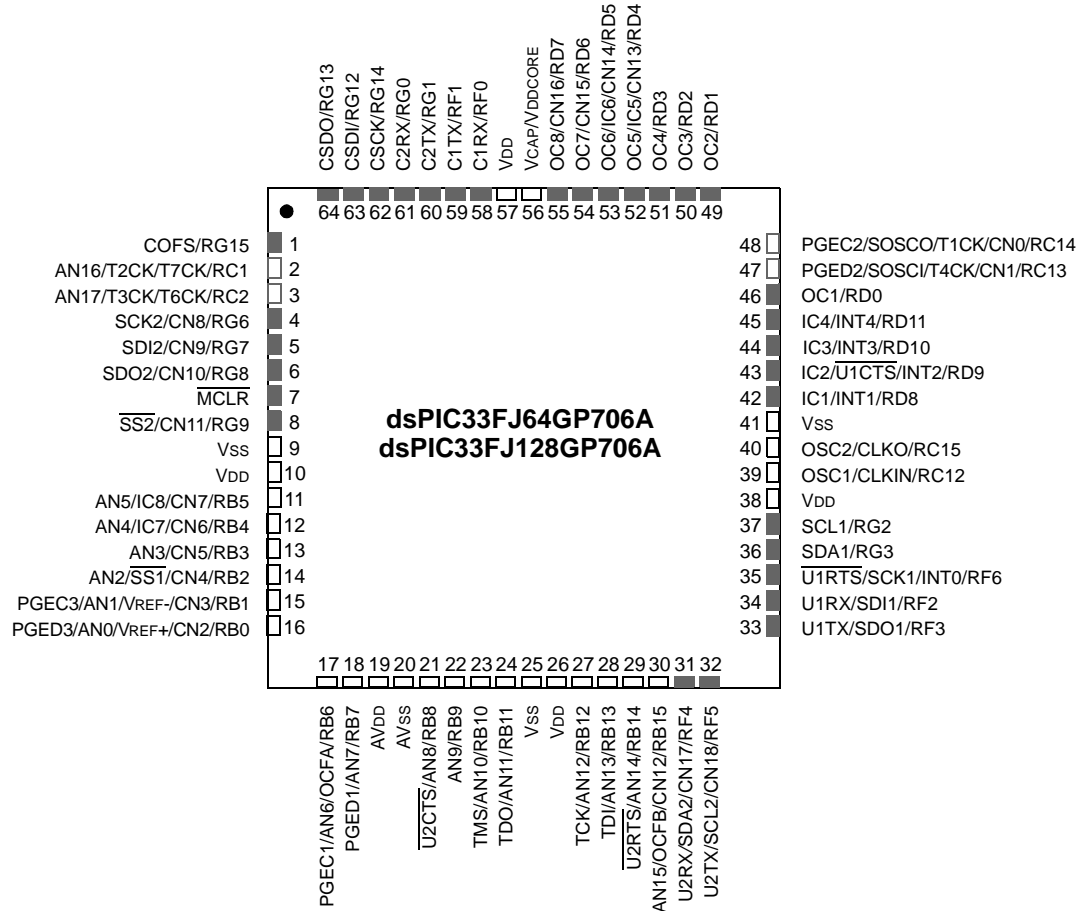 CSDO/RG13
CSDI/RG12
CSCK/RG14
C2RX/RG0
C2TX/RG1
C1TX/RF1
C1RX/RF0
VDD
VCAP/VDDCORE
OC8/CN16/RD7
OC7/CN15/RD6
OC6/IC6/CN14/RD5
OC5/IC5/CN13/RD4
OC4/RD3
OC3/RD2
OC2/RD1
64 63 62 61 60 59 58 57 56 55 54 53 52 51 50 49
COFS/RG15 1
AN16/T2CK/T7CK/RC1 2
AN17/T3CK/T6CK/RC2 3
SCK2/CN8/RG6 4
SDI2/CN9/RG7 5
SDO2/CN10/RG8 6
MCLR 7
SS2/CN11/RG9 8
VSS 9
VDD 10
AN5/IC8/CN7/RB5 11
AN4/IC7/CN6/RB4 12
AN3/CN5/RB3 13
AN2/SS1/CN4/RB2 14
PGEC3/AN1/VREF-/CN3/RB1 15
PGED3/AN0/VREF+/CN2/RB0 16
dsPIC33FJ64GP706A
dsPIC33FJ128GP706A
48 PGEC2/SOSCO/T1CK/CN0/RC14
47 PGED2/SOSCI/T4CK/CN1/RC13
46 OC1/RD0
45 IC4/INT4/RD11
44 IC3/INT3/RD10
43 IC2/U1CTS/INT2/RD9
42 IC1/INT1/RD8
41 VSS
40 OSC2/CLKO/RC15
39 OSC1/CLKIN/RC12
38 VDD
37 SCL1/RG2
36 SDA1/RG3
35 U1RTS/SCK1/INT0/RF6
34 U1RX/SDI1/RF2
33 U1TX/SDO1/RF3
17 18 19 20 21 22 23 24 25 26 27 28 29 30 31 32
PGEC1/AN6/OCFA/RB6
PGED1/AN7/RB7
AVDD
AVSS
U2CTS/AN8/RB8
AN9/RB9
TMS/AN10/RB10
TDO/AN11/RB11
VSS
VDD
TCK/AN12/RB12
TDI/AN13/RB13
U2RTS/AN14/RB14
AN15/OCFB/CN12/RB15
U2RX/SDA2/CN17/RF4
U2TX/SCL2/CN18/RF5